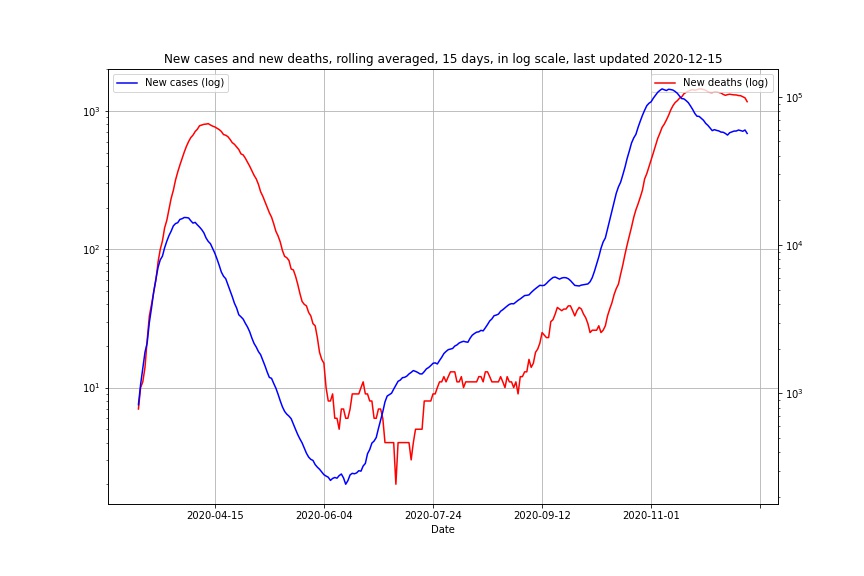 New cases and new deaths, rolling averaged, 15 days, in log scale, last updated 2020-12-15
New cases (log)
New deaths (log)
10³
10²
10¹
10⁵
10⁴
10³
2020-04-15
2020-06-04
2020-07-24
2020-09-12
2020-11-01
Date